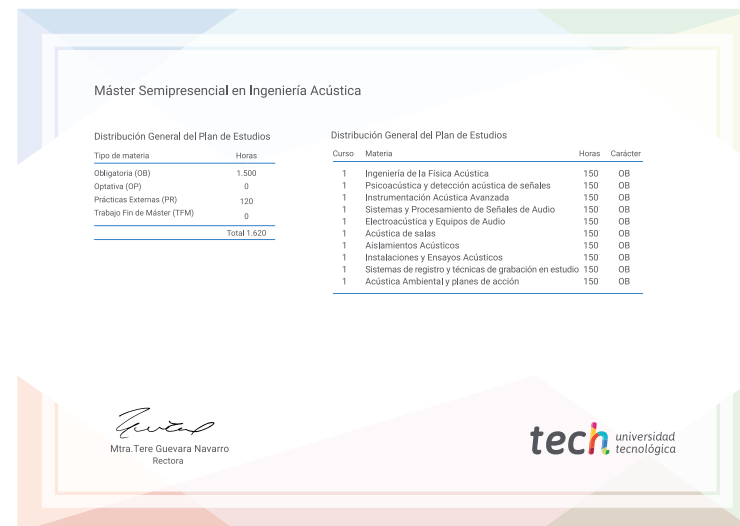 Máster Semipresencial en Ingeniería Acústica
Distribución General del Plan de Estudios
Tipo de materia Horas
Obligatoria (OB) 1.500
Optativa (OP) 0
Prácticas Externas (PR) 120
Trabajo Fin de Máster (TFM) 0
Total 1.620
Distribución General del Plan de Estudios
Curso Materia Horas Carácter
1 Ingeniería de la Física Acústica 150 OB
1 Psicoacústica y detección acústica de señales 150 OB
1 Instrumentación Acústica Avanzada 150 OB
1 Sistemas y Procesamiento de Señales de Audio 150 OB
1 Electroacústica y Equipos de Audio 150 OB
1 Acústica de salas 150 OB
1 Aislamientos Acústicos 150 OB
1 Instalaciones y Ensayos Acústicos 150 OB
1 Sistemas de registro y técnicas de grabación en estudio 150 OB
1 Acústica Ambiental y planes de acción 150 OB
Mtra.Tere Guevara Navarro
Rectora
tech universidad
tecnológica